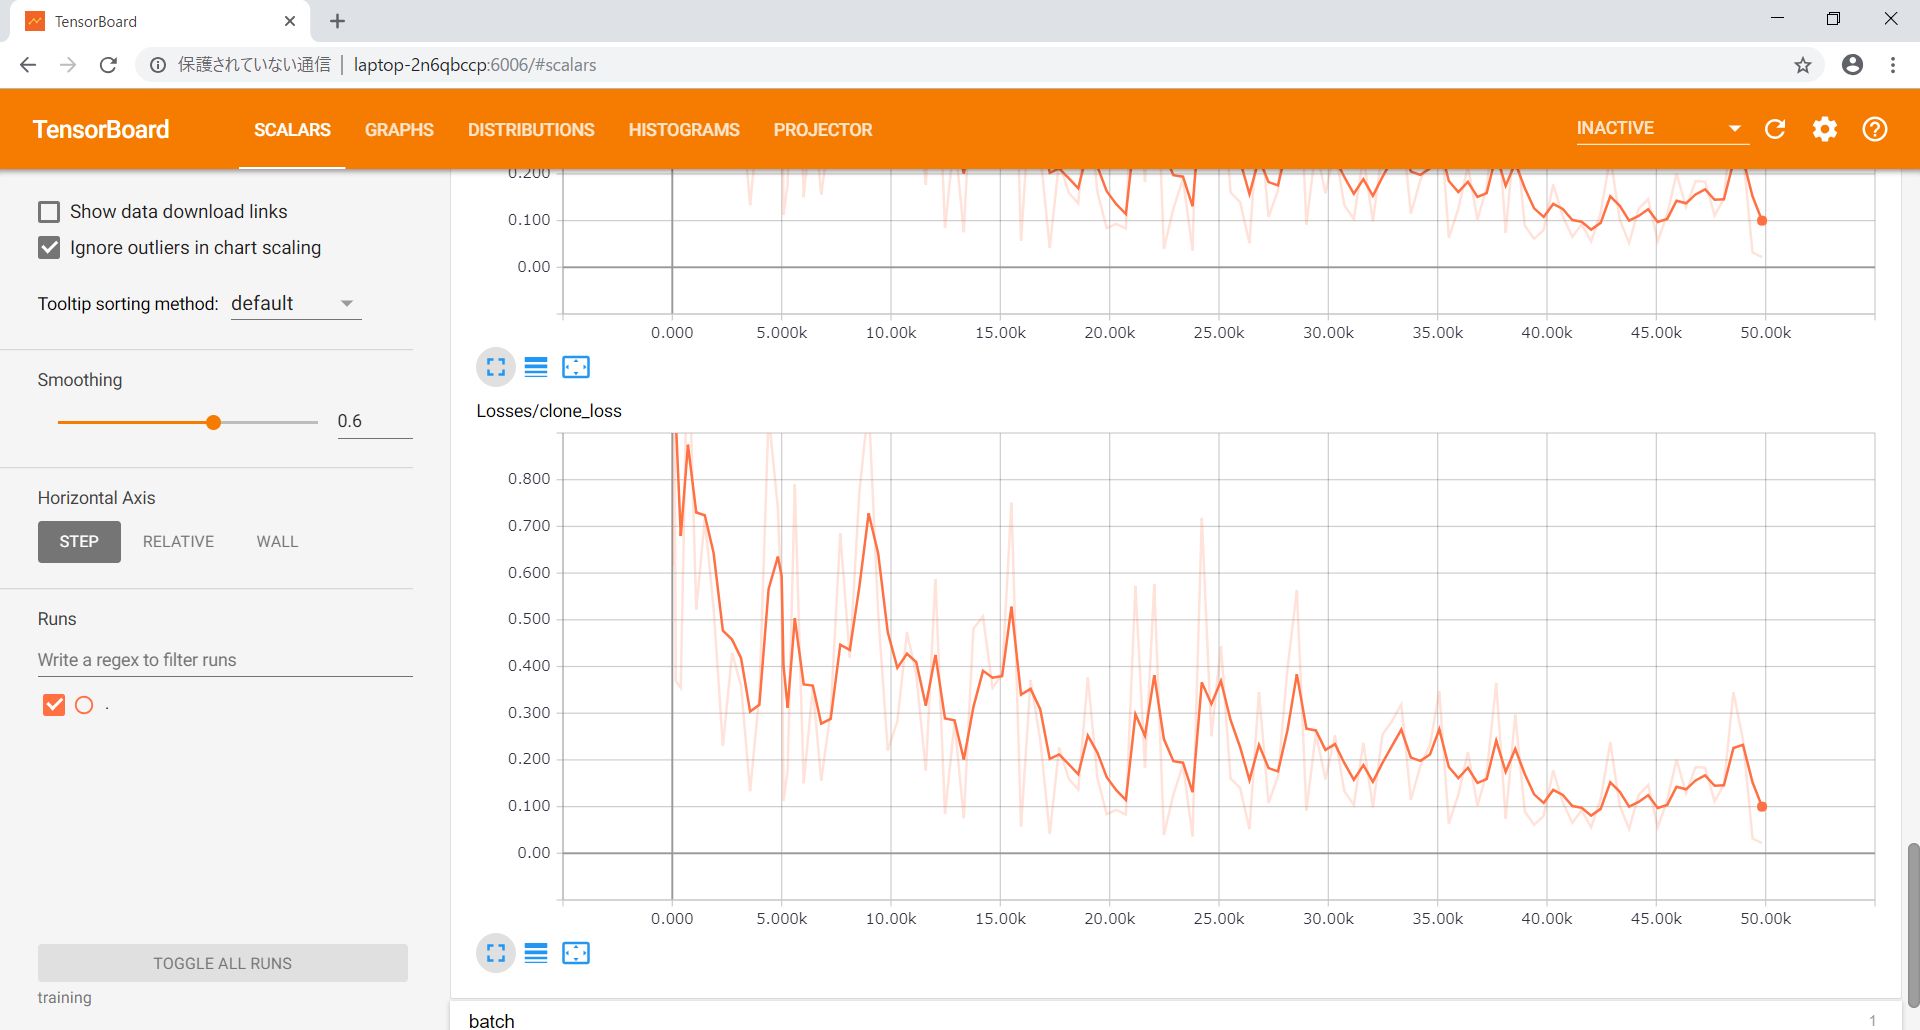 TensorBoard
保護されていない通信 | laptop-2n6qbccp:6006/#scalars
TensorBoard SCALARS GRAPHS DISTRIBUTIONS HISTOGRAMS PROJECTOR INACTIVE
Show data download links
Ignore outliers in chart scaling
Tooltip sorting method: default
Smoothing
0.6
Horizontal Axis
STEP RELATIVE WALL
Runs
Write a regex to filter runs
.
TOGGLE ALL RUNS
training
0.200
0.100
0.00
0.000 5.000k 10.00k 15.00k 20.00k 25.00k 30.00k 35.00k 40.00k 45.00k 50.00k
Losses/clone_loss
0.800
0.700
0.600
0.500
0.400
0.300
0.200
0.100
0.00
0.000 5.000k 10.00k 15.00k 20.00k 25.00k 30.00k 35.00k 40.00k 45.00k 50.00k
batch 1